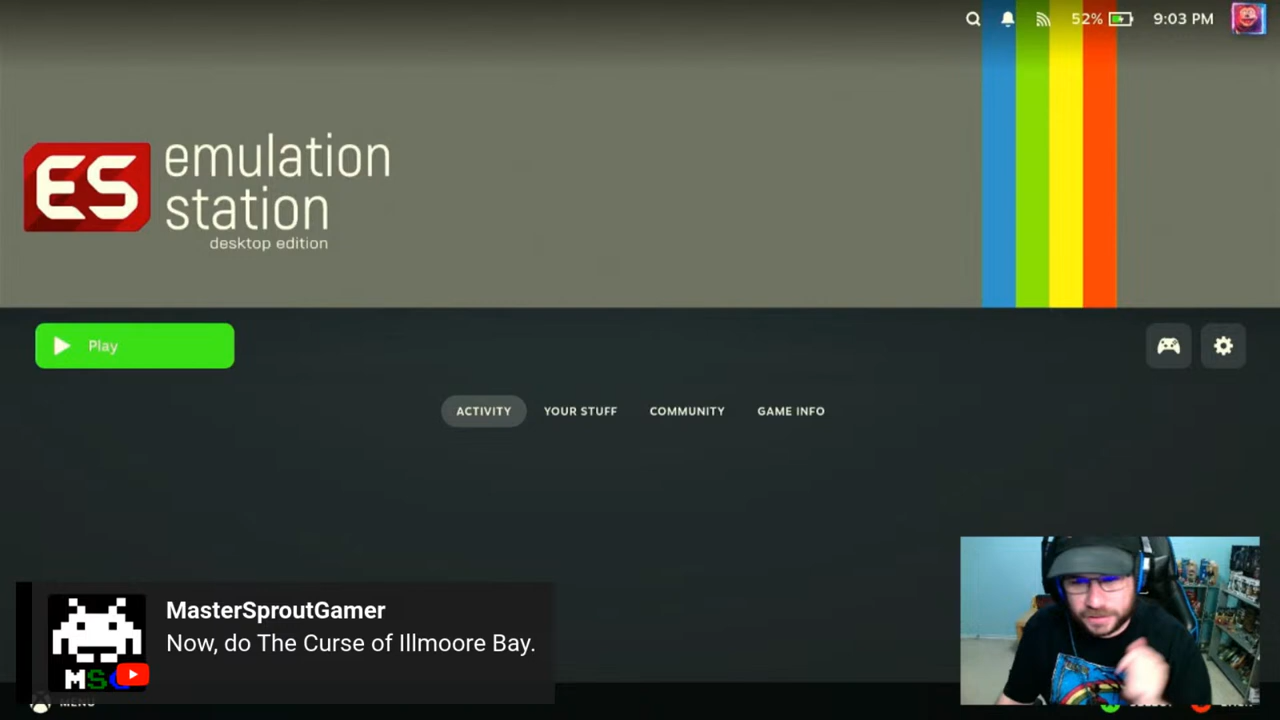 52%
9:03 PM
ES
emulation
station
desktop edition
Play
ACTIVITY
YOUR STUFF
COMMUNITY
GAME INFO
MasterSproutGamer
Now, do The Curse of Illmoore Bay.
MS
MENU